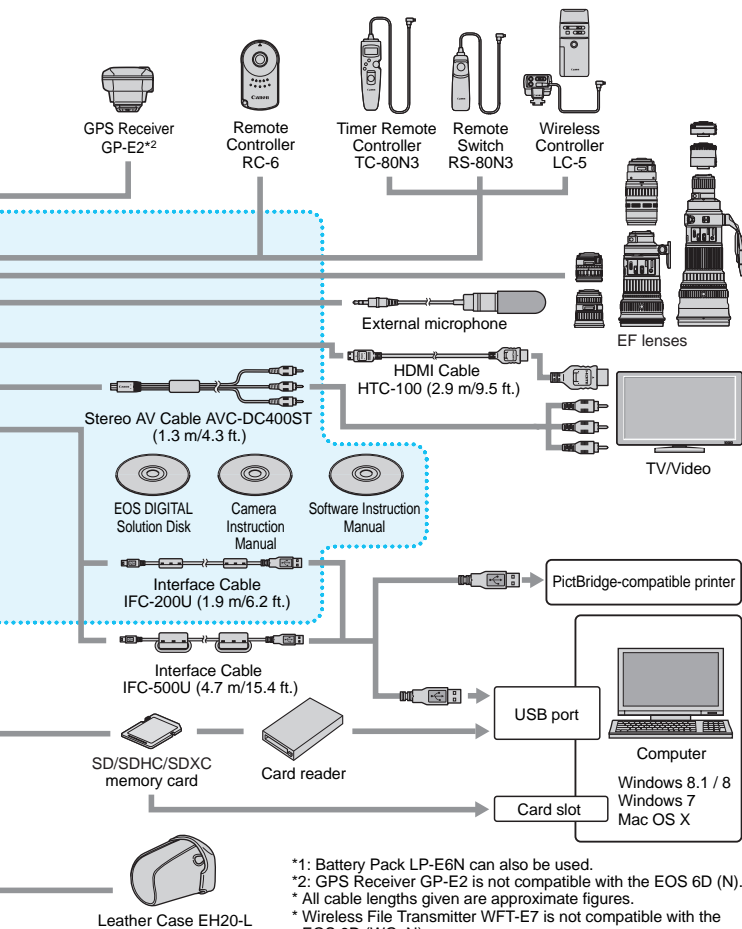 GPS Receiver
GP-E2*2
Remote
Controller
RC-6
Timer Remote
Controller
TC-80N3
Remote
Switch
RS-80N3
Wireless
Controller
LC-5
Canon
EF lenses
External microphone
HDMI Cable
HTC-100 (2.9 m/9.5 ft.)
Stereo AV Cable AVC-DC400ST
(1.3 m/4.3 ft.)
TV/Video
EOS DIGITAL
Solution Disk
Camera
Instruction
Manual
Software Instruction
Manual
Interface Cable
IFC-200U (1.9 m/6.2 ft.)
PictBridge-compatible printer
Interface Cable
IFC-500U (4.7 m/15.4 ft.)
USB port
SD/SDHC/SDXC
memory card
Card reader
Computer
Windows 8.1 / 8
Windows 7
Mac OS X
Card slot
Leather Case EH20-L
*1: Battery Pack LP-E6N can also be used.
*2: GPS Receiver GP-E2 is not compatible with the EOS 6D (N).
* All cable lengths given are approximate figures.
* Wireless File Transmitter WFT-E7 is not compatible with the